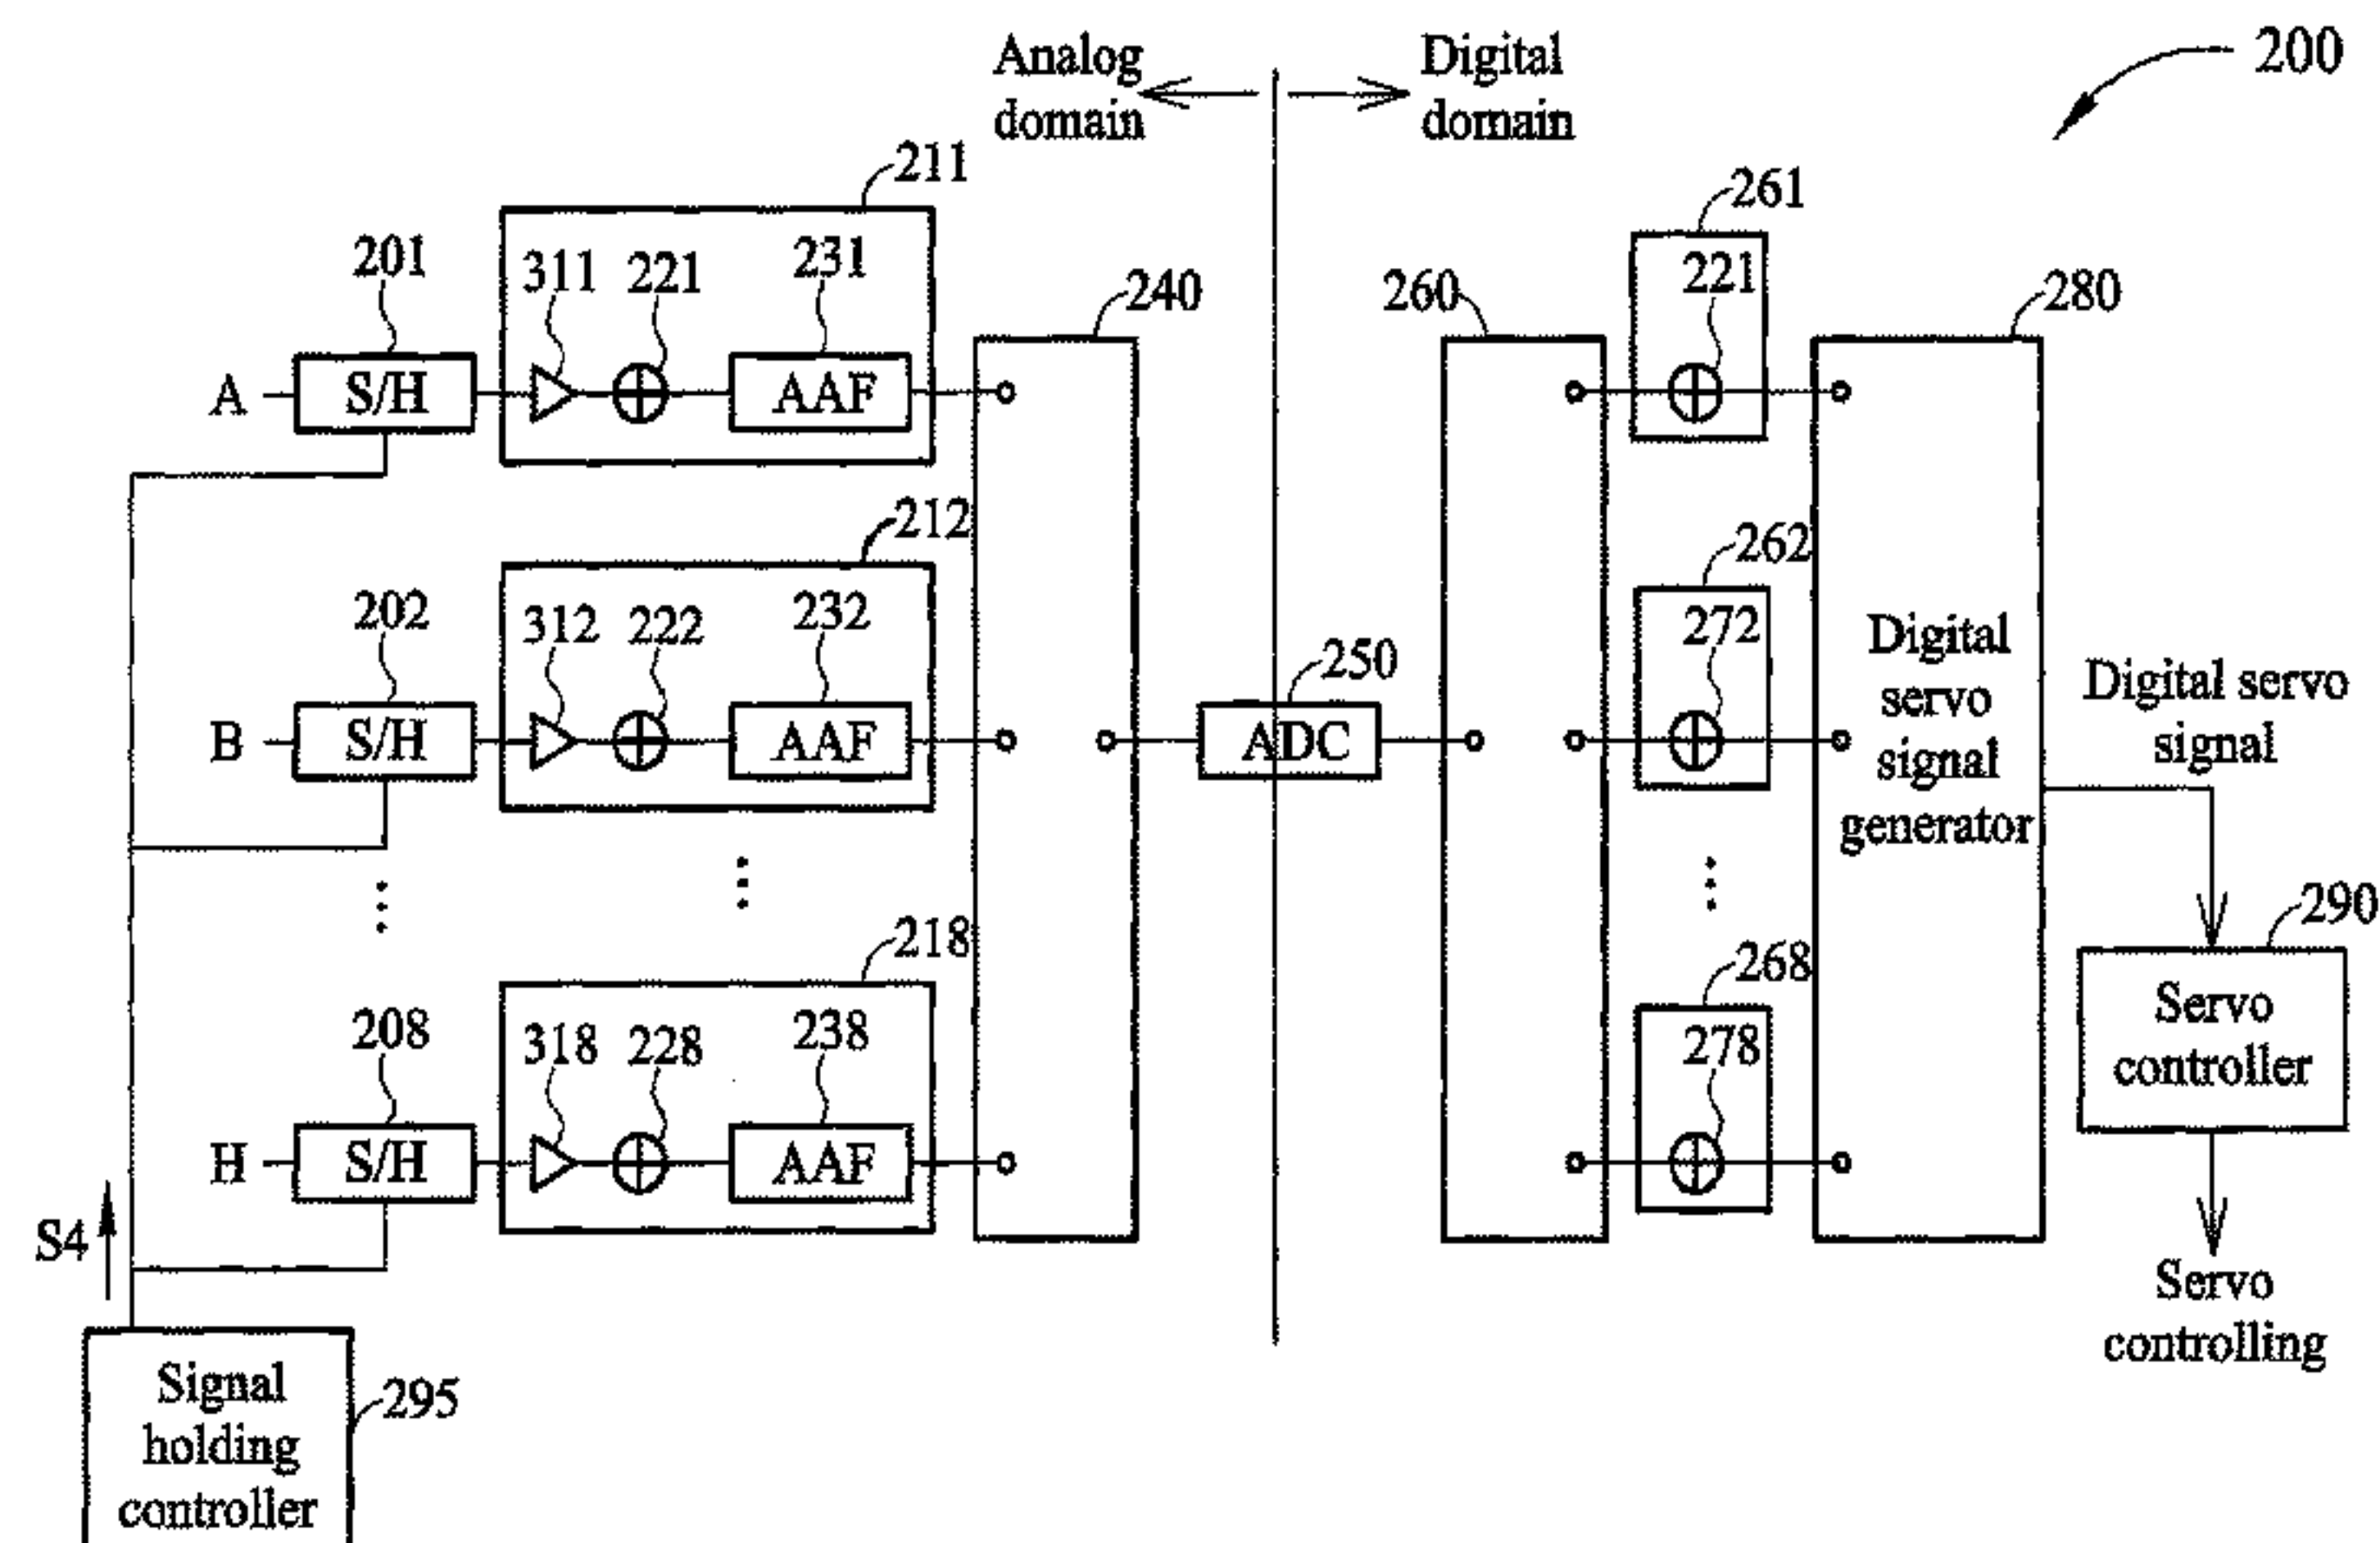 Analog
domain
Digital
domain
200
211
261
201
311
221
231
240
260
221
280
A
S/H
AAF
212
262
202
312
222
232
250
272
Digital
servo
signal
generator
Digital servo
signal
B
S/H
AAF
ADC
218
268
290
208
318
228
238
278
Servo
controller
H
S/H
AAF
S4
Servo
controlling
Signal
holding
controller
295